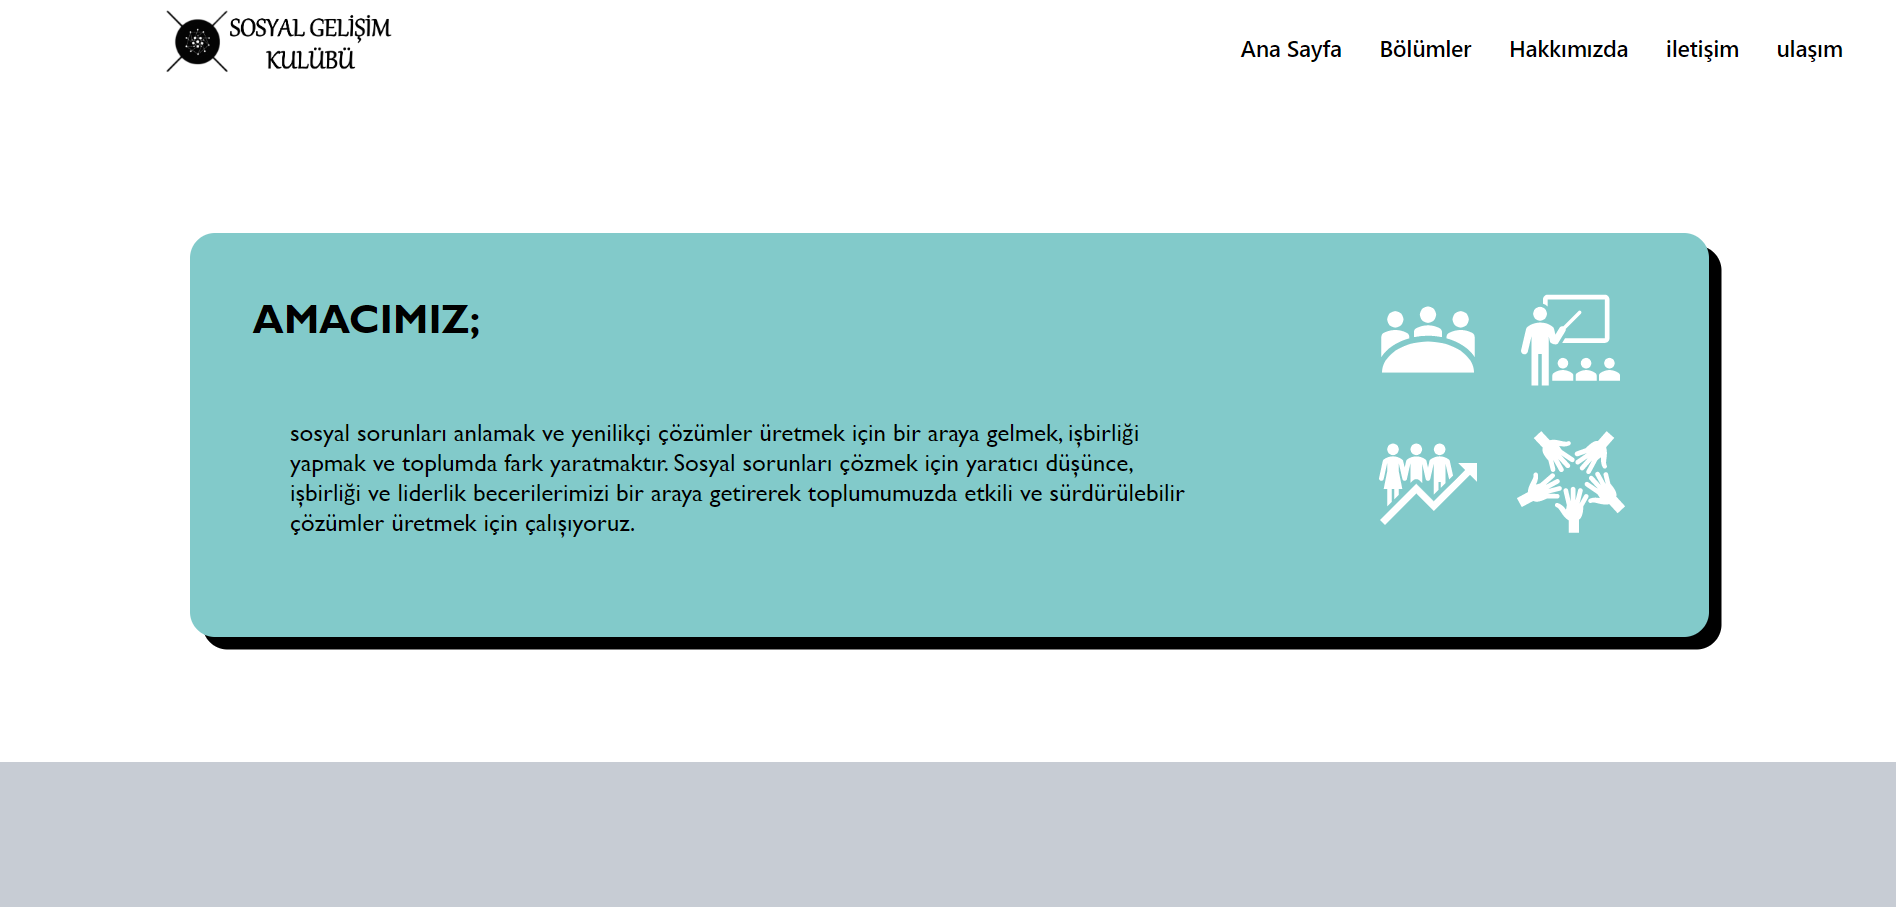 SOSYAL GELİŞİM
KULÜBÜ
Ana Sayfa Bölümler Hakkımızda iletişim ulaşım
AMACIMIZ;
sosyal sorunları anlamak ve yenilikçi çözümler üretmek için bir araya gelmek, işbirliği
yapmak ve toplumda fark yaratmaktır. Sosyal sorunları çözmek için yaratıcı düşünce,
işbirliği ve liderlik becerilerimizi bir araya getirerek toplumumuzda etkili ve sürdürülebilir
çözümler üretmek için çalışıyoruz.